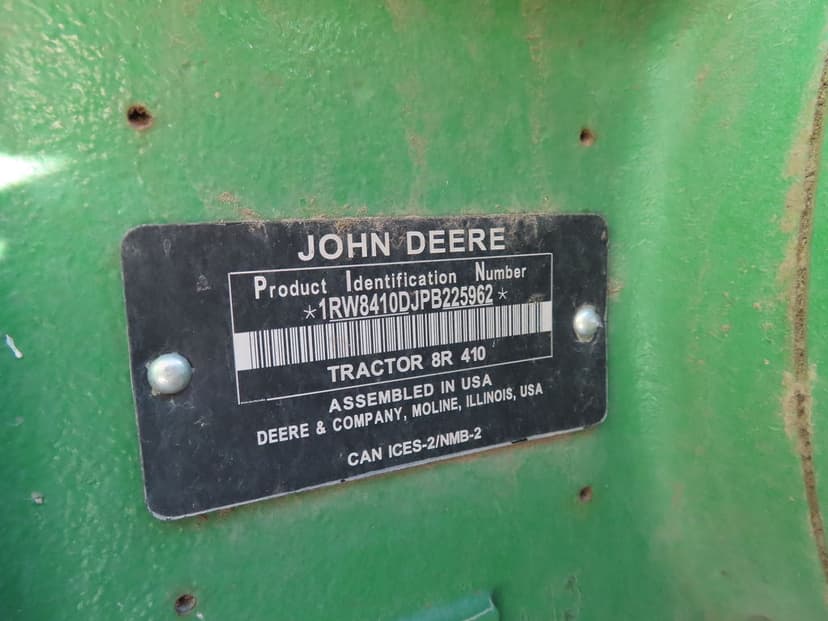 JOHN DEERE
Product Identification Number
*1RW8410DJPB225962*
TRACTOR 8R 410
ASSEMBLED IN USA
DEERE & COMPANY, MOLINE, ILLINOIS, USA
CAN ICES-2/NMB-2